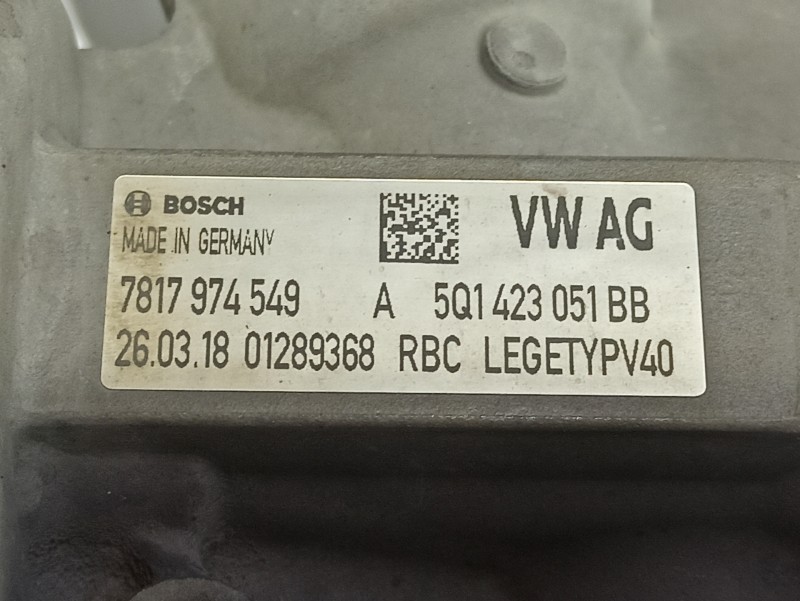 BOSCH VW AG
MADE IN GERMANY
7817 974 549 A 5Q1 423 051 BB
26.03.18 01289368 RBC LEGETYPV40